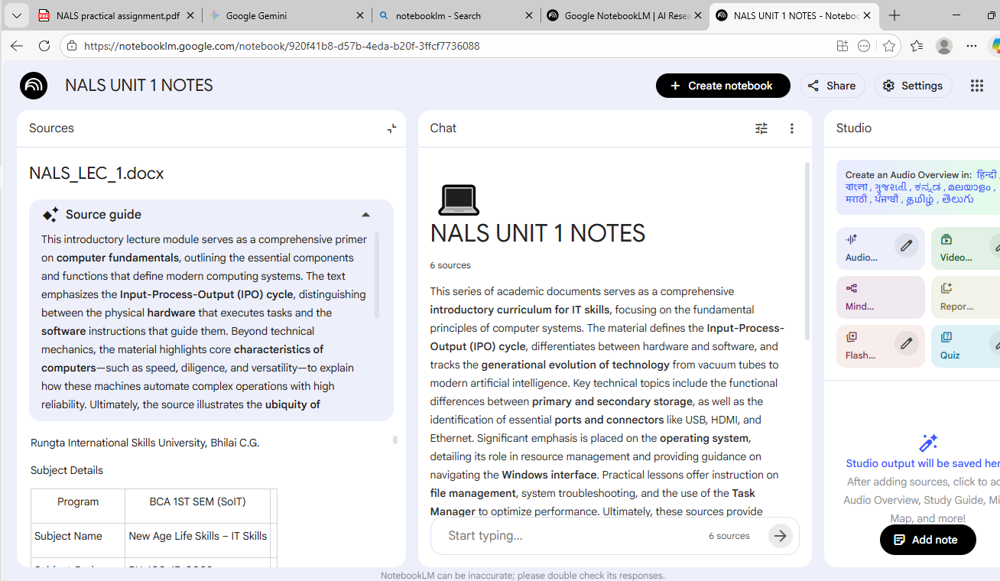 NALS practical assignment.pdf
Google Gemini
notebooklm - Search
Google NotebookLM | AI Resea
NALS UNIT 1 NOTES - Noteboo
https://notebooklm.google.com/notebook/920f41b8-d57b-4eda-b20f-3ffcf7736088
NALS UNIT 1 NOTES
Create notebook
Share
Settings
Sources
NALS_LEC_1.docx
Source guide
This introductory lecture module serves as a comprehensive primer
on computer fundamentals, outlining the essential components
and functions that define modern computing systems. The text
emphasizes the Input-Process-Output (IPO) cycle, distinguishing
between the physical hardware that executes tasks and the
software instructions that guide them. Beyond technical
mechanics, the material highlights core characteristics of
computers—such as speed, diligence, and versatility—to explain
how these machines automate complex operations with high
reliability. Ultimately, the source illustrates the ubiquity of
Rungta International Skills University, Bhilai C.G.
Subject Details
Program BCA 1ST SEM (SoIT)
Subject Name New Age Life Skills – IT Skills
Chat
NALS UNIT 1 NOTES
6 sources
This series of academic documents serves as a comprehensive
introductory curriculum for IT skills, focusing on the fundamental
principles of computer systems. The material defines the Input-Process-
Output (IPO) cycle, differentiates between hardware and software, and
tracks the generational evolution of technology from vacuum tubes to
modern artificial intelligence. Key technical topics include the functional
differences between primary and secondary storage, as well as the
identification of essential ports and connectors like USB, HDMI, and
Ethernet. Significant emphasis is placed on the operating system,
detailing its role in resource management and providing guidance on
navigating the Windows interface. Practical lessons offer instruction on
file management, system troubleshooting, and the use of the Task
Manager to optimize performance. Ultimately, these sources provide
Start typing...
6 sources
Studio
Create an Audio Overview in: हिन्दी,
বাংলা, ગુજરાતી, ಕನ್ನಡ, മലയാളം,
मराठी, ਪੰਜਾਬੀ, தமிழ், తెలుగు
Audio...
Video...
Mind...
Repor...
Flash...
Quiz
Studio output will be saved her
After adding sources, click to ad
Audio Overview, Study Guide, Mi
Map, and more!
Add note
NotebookLM can be inaccurate; please double check its responses.